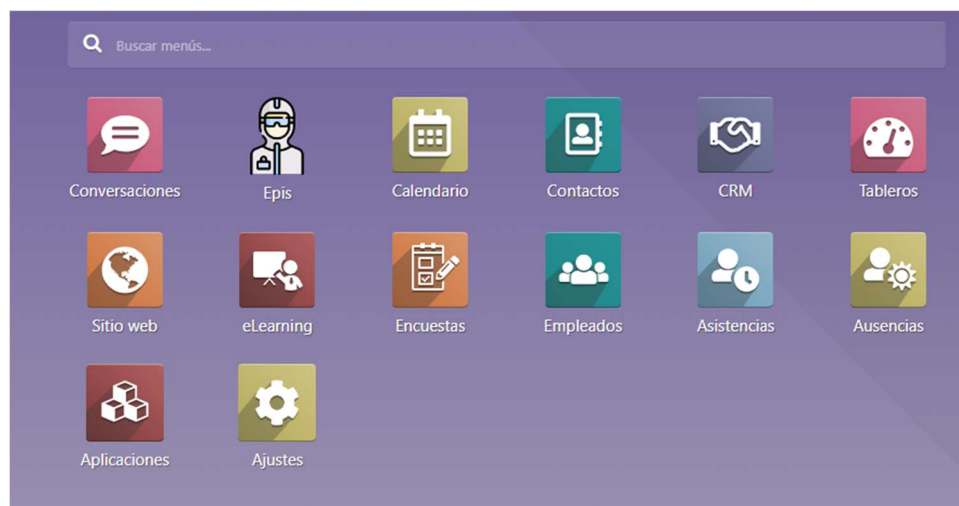 Buscar menús...
Conversaciones
Epis
Calendario
Contactos
CRM
Tableros
Sitio web
eLearning
Encuestas
Empleados
Asistencias
Ausencias
Aplicaciones
Ajustes